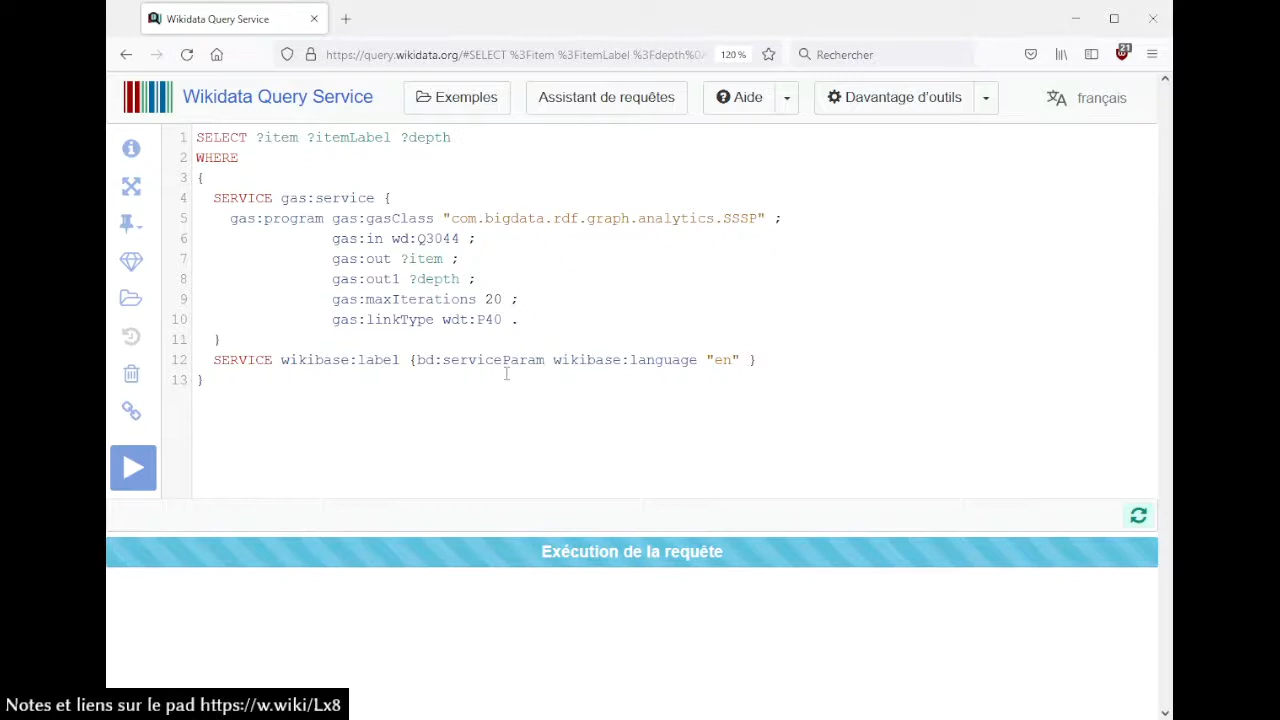 Wikidata Query Service
https://query.wikidata.org/#SELECT %3Fitem %3FitemLabel %3Fdepth%0A
120 %
Rechercher
21
Wikidata Query Service
Exemples
Assistant de requêtes
Aide
Davantage d'outils
français
1 SELECT ?item ?itemLabel ?depth
2 WHERE
3 {
4 SERVICE gas:service {
5 gas:program gas:gasClass "com.bigdata.rdf.graph.analytics.SSSP" ;
6 gas:in wd:Q3044 ;
7 gas:out ?item ;
8 gas:out1 ?depth ;
9 gas:maxIterations 20 ;
10 gas:linkType wdt:P40 .
11 }
12 SERVICE wikibase:label {bd:serviceParam wikibase:language "en" }
13 }
Exécution de la requête
Notes et liens sur le pad https://w.wiki/Lx8